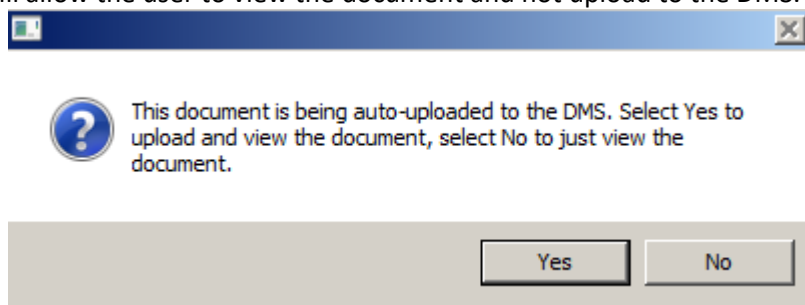 allow the user to view the document and not upload to the DMS.
This document is being auto-uploaded to the DMS. Select Yes to
upload and view the document, select No to just view the
document.
Yes No